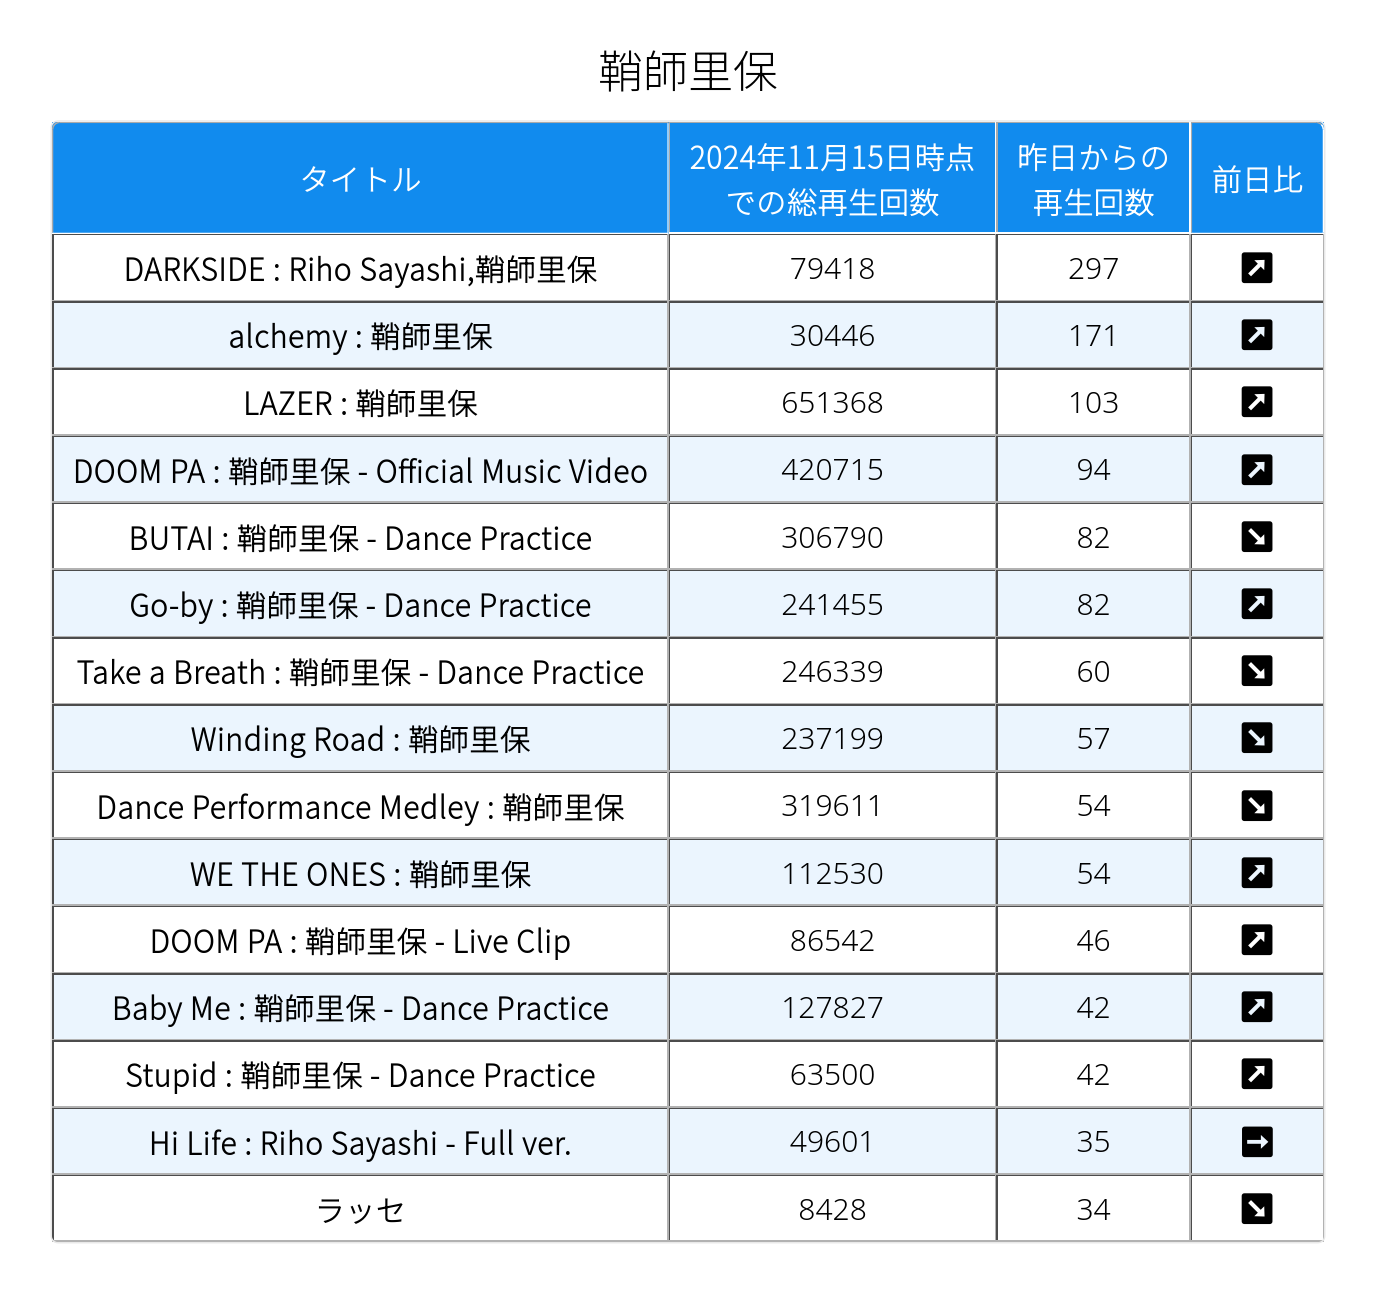 鞘師里保
タイトル
2024年11月15日時点
での総再生回数
昨日からの
再生回数
前日比
DARKSIDE : Riho Sayashi,鞘師里保 79418 297 ↗
alchemy : 鞘師里保 30446 171 ↗
LAZER : 鞘師里保 651368 103 ↗
DOOM PA : 鞘師里保 - Official Music Video 420715 94 ↗
BUTAI : 鞘師里保 - Dance Practice 306790 82 ↘
Go-by : 鞘師里保 - Dance Practice 241455 82 ↗
Take a Breath : 鞘師里保 - Dance Practice 246339 60 ↘
Winding Road : 鞘師里保 237199 57 ↘
Dance Performance Medley : 鞘師里保 319611 54 ↘
WE THE ONES : 鞘師里保 112530 54 ↗
DOOM PA : 鞘師里保 - Live Clip 86542 46 ↗
Baby Me : 鞘師里保 - Dance Practice 127827 42 ↗
Stupid : 鞘師里保 - Dance Practice 63500 42 ↗
Hi Life : Riho Sayashi - Full ver. 49601 35 →
ラッセ 8428 34 ↘